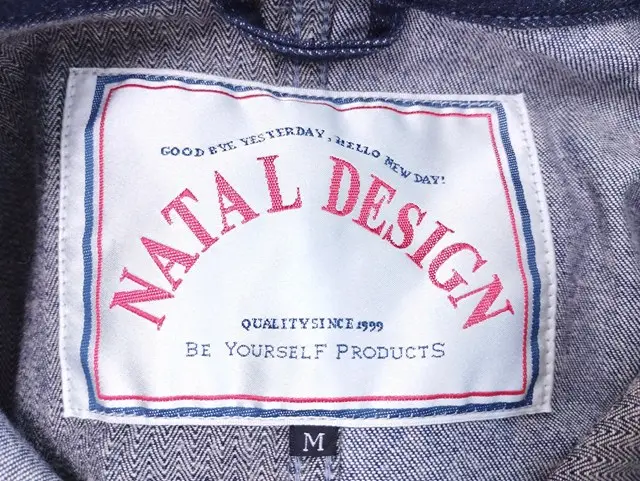 GOOD BYE YESTERDAY, HELLO NEW DAY!
NATAL DESIGN
QUALITY SINCE 1999
BE YOURSELF PRODUCTS
M